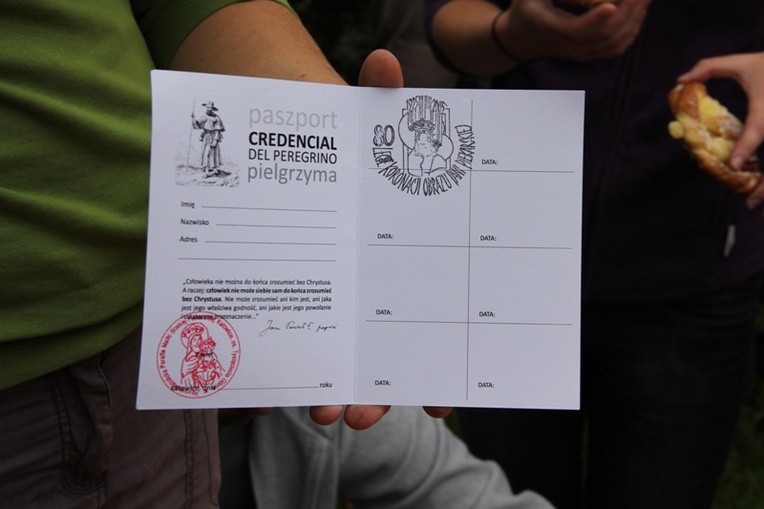 paszport
CREDENCIAL
DEL PEREGRINO
pielgrzyma
Imię
Nazwisko
Adres
„Człowieka nie można do końca zrozumieć bez Chrystusa.
A raczej: człowiek nie może siebie sam do końca zrozumieć
bez Chrystusa. Nie może zrozumieć ani kim jest, ani jaka
jest jego właściwa godność, ani jakie jest jego powołanie
i ostateczne przeznaczenie..."
Jan Paweł II papież
Katowice, dnia
roku
80
LECIE KORONACJI OBRAZU
DATA:
DATA:
DATA:
DATA:
DATA:
DATA:
DATA: